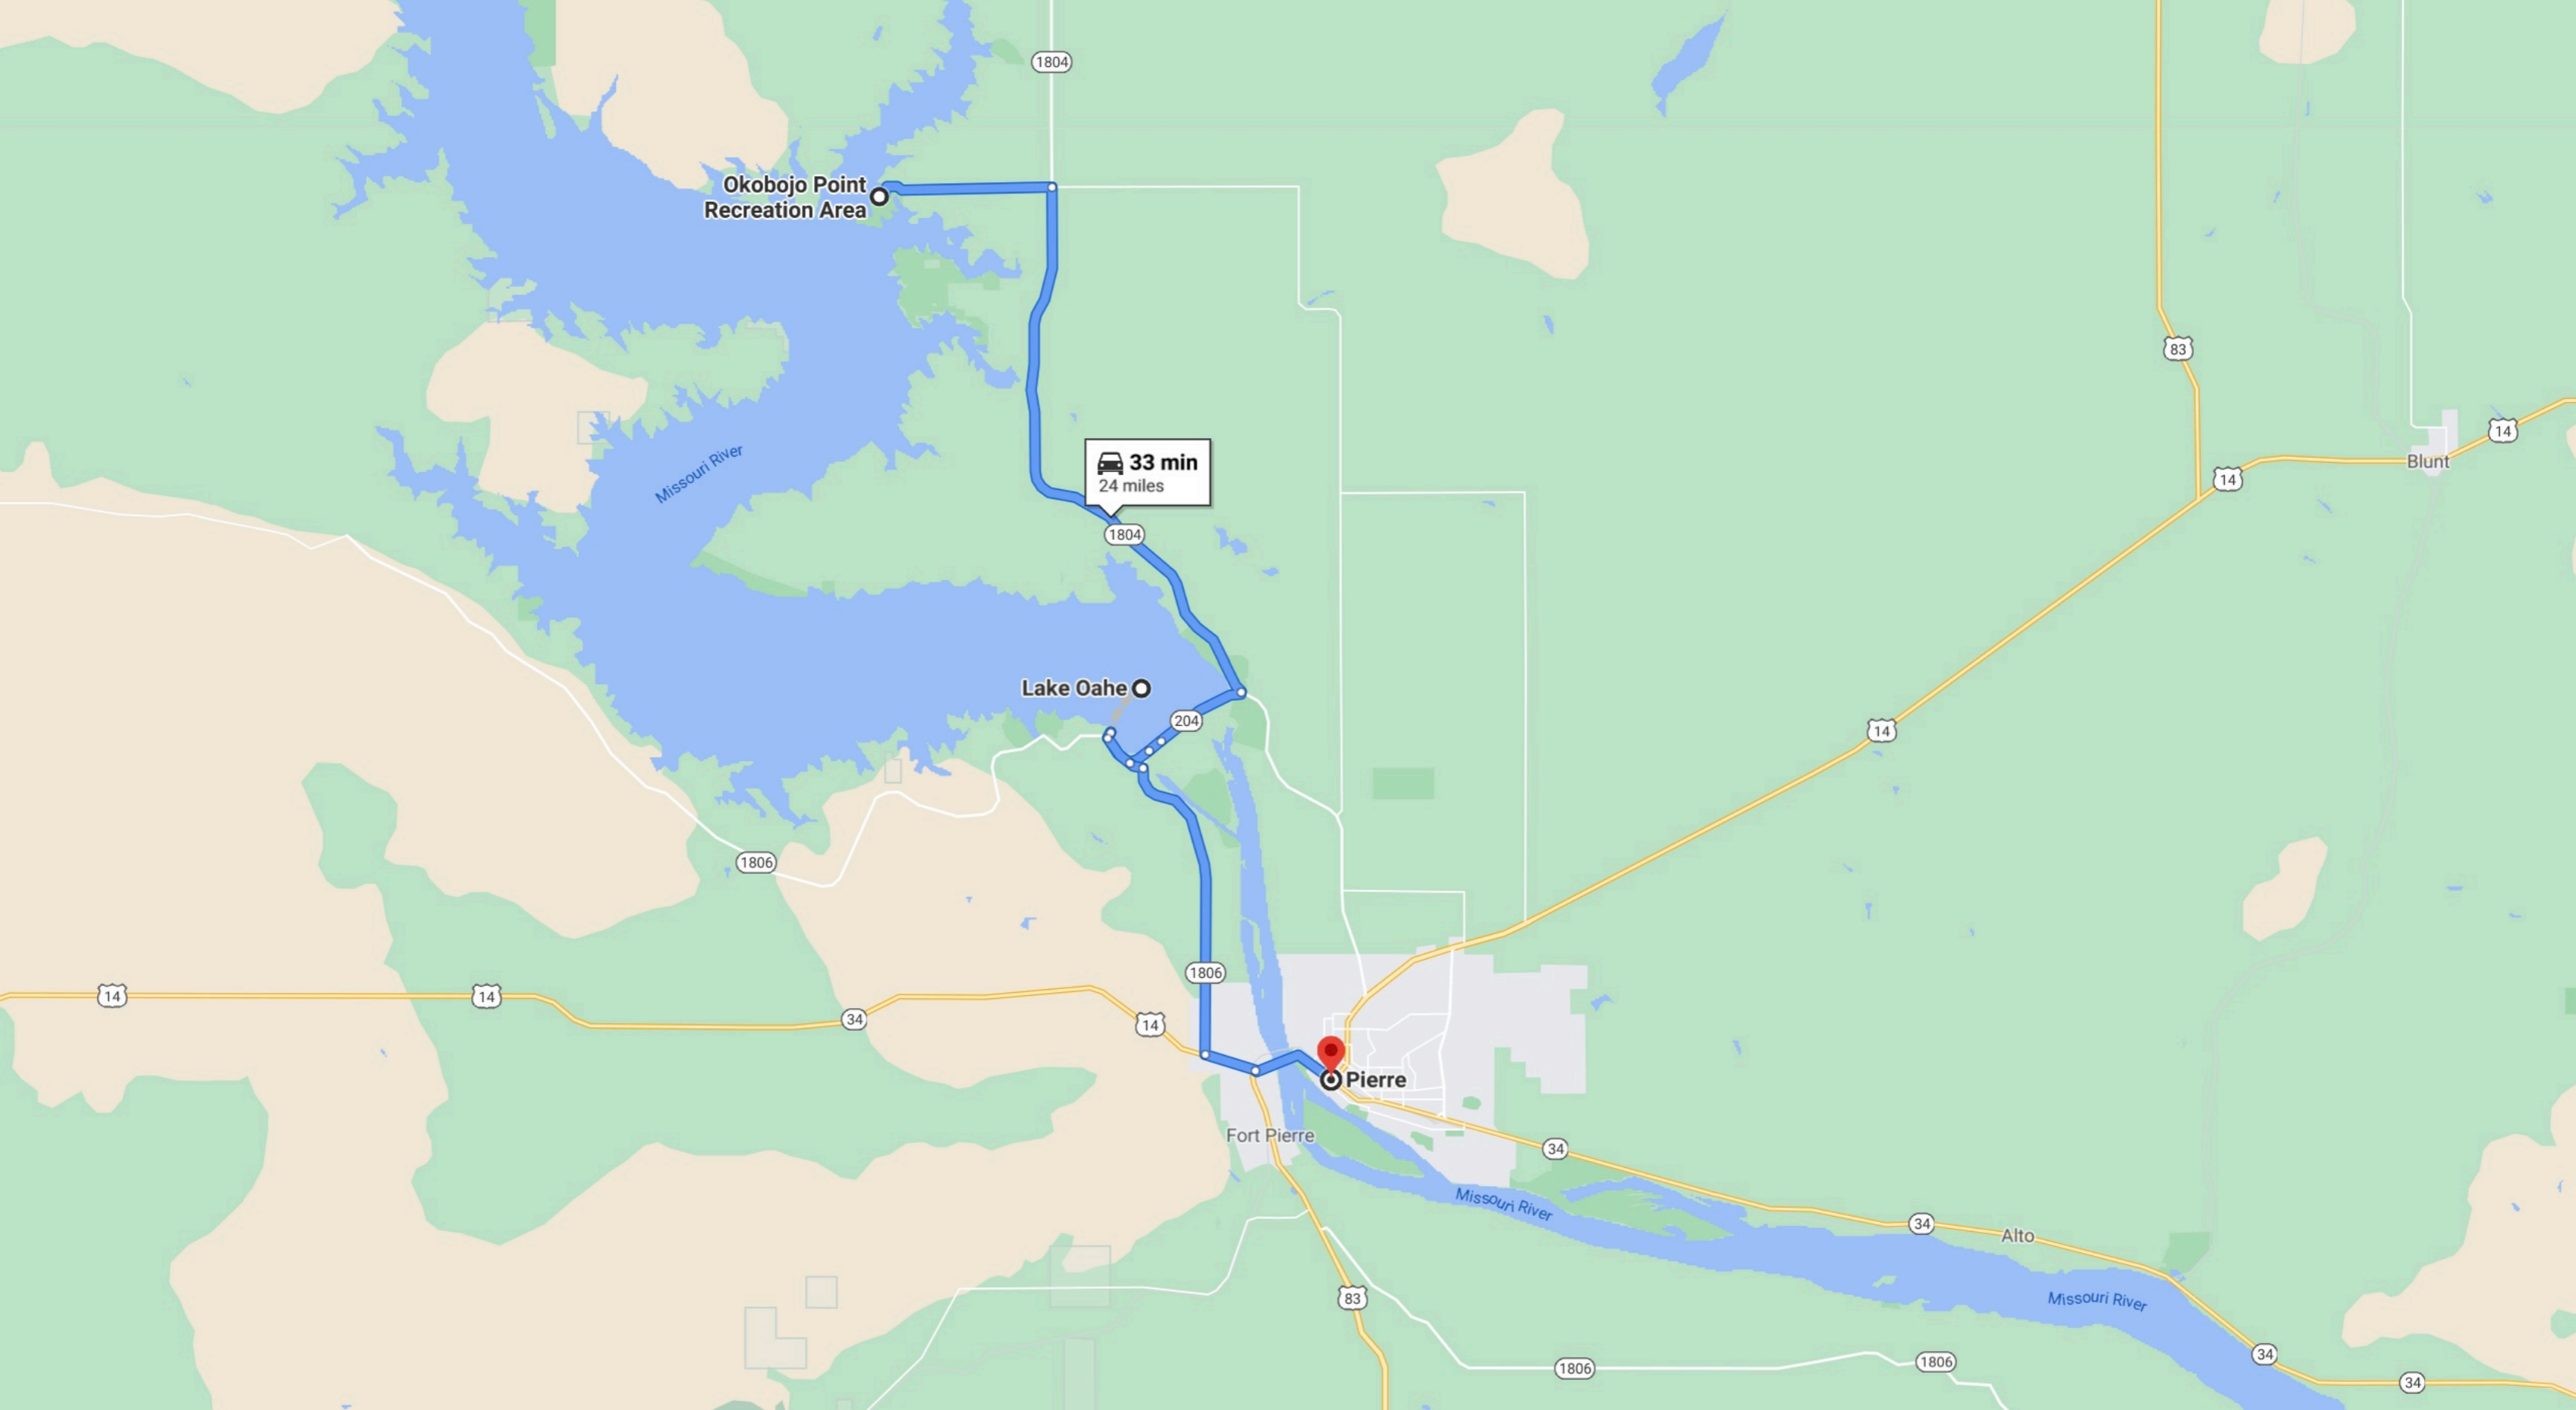 1804
Okobojo Point
Recreation Area
83
14
Blunt
Missouri River
33 min
24 miles
14
1804
Lake Oahe
204
14
1806
1806
14
14
34
14
Pierre
Fort Pierre
34
Missouri River
34
Alto
83
Missouri River
1806
1806
34
34